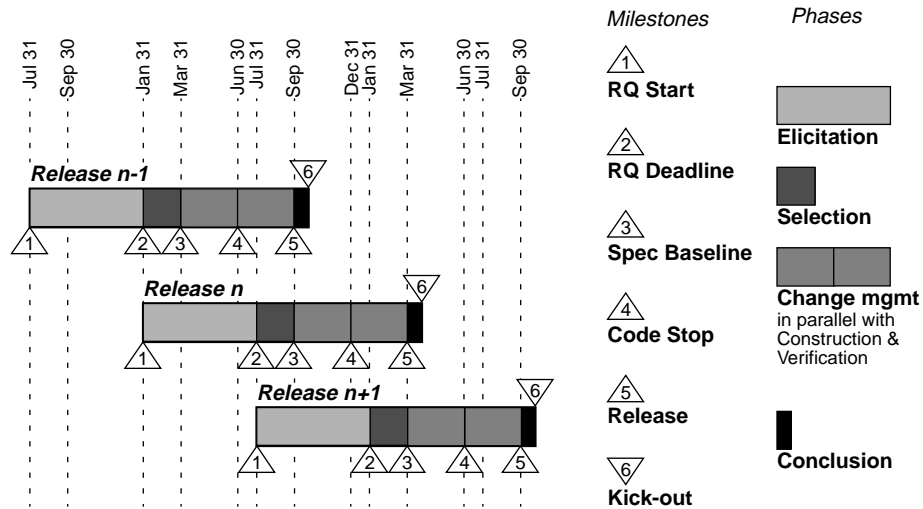 Milestones
Phases
Jul 31
Sep 30
Jan 31
Mar 31
Jun 30
Jul 31
Sep 30
Dec 31
Jan 31
Mar 31
Jun 30
Jul 31
Sep 30
Release n-1
6
1
2
3
4
5
Release n
6
1
2
3
4
5
Release n+1
6
1
2
3
4
5
1
RQ Start
2
RQ Deadline
3
Spec Baseline
4
Code Stop
5
Release
6
Kick-out
Elicitation
Selection
Change mgmt
in parallel with
Construction &
Verification
Conclusion